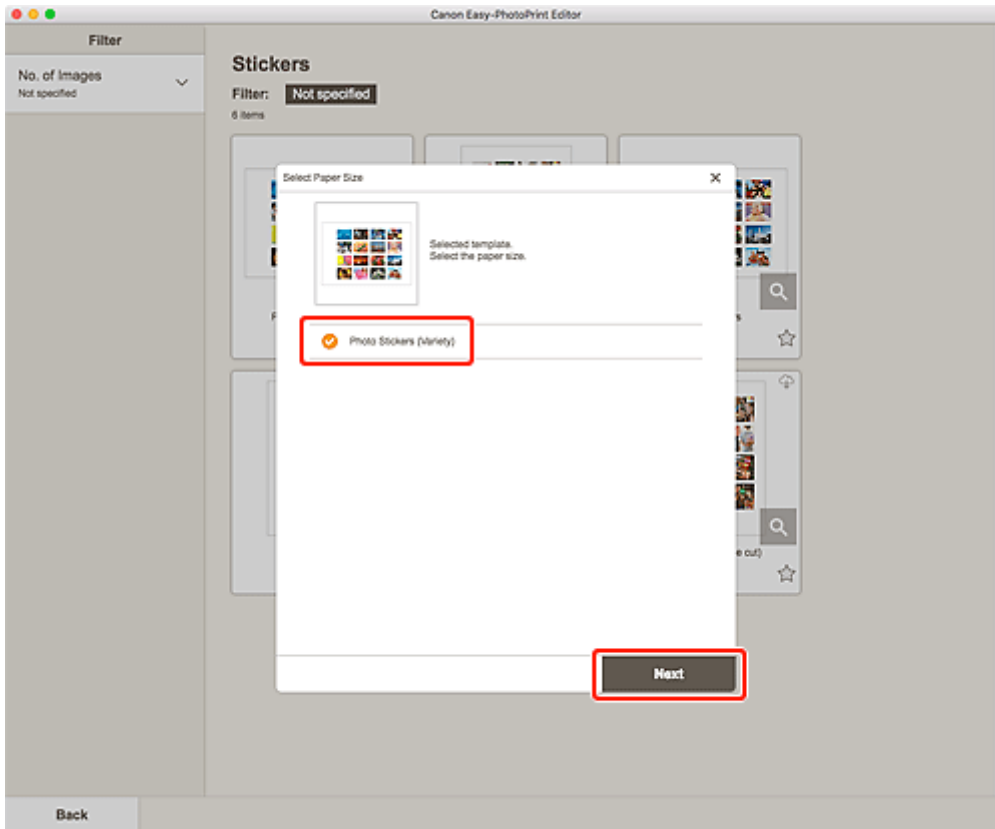 Canon Easy-PhotoPrint Editor
Filter
No. of Images
Not specified
Stickers
Filter: Not specified
6 items
Select Paper Size
Selected template.
Select the paper size.
Photo Stickers (Variety)
e cut)
Next
Back